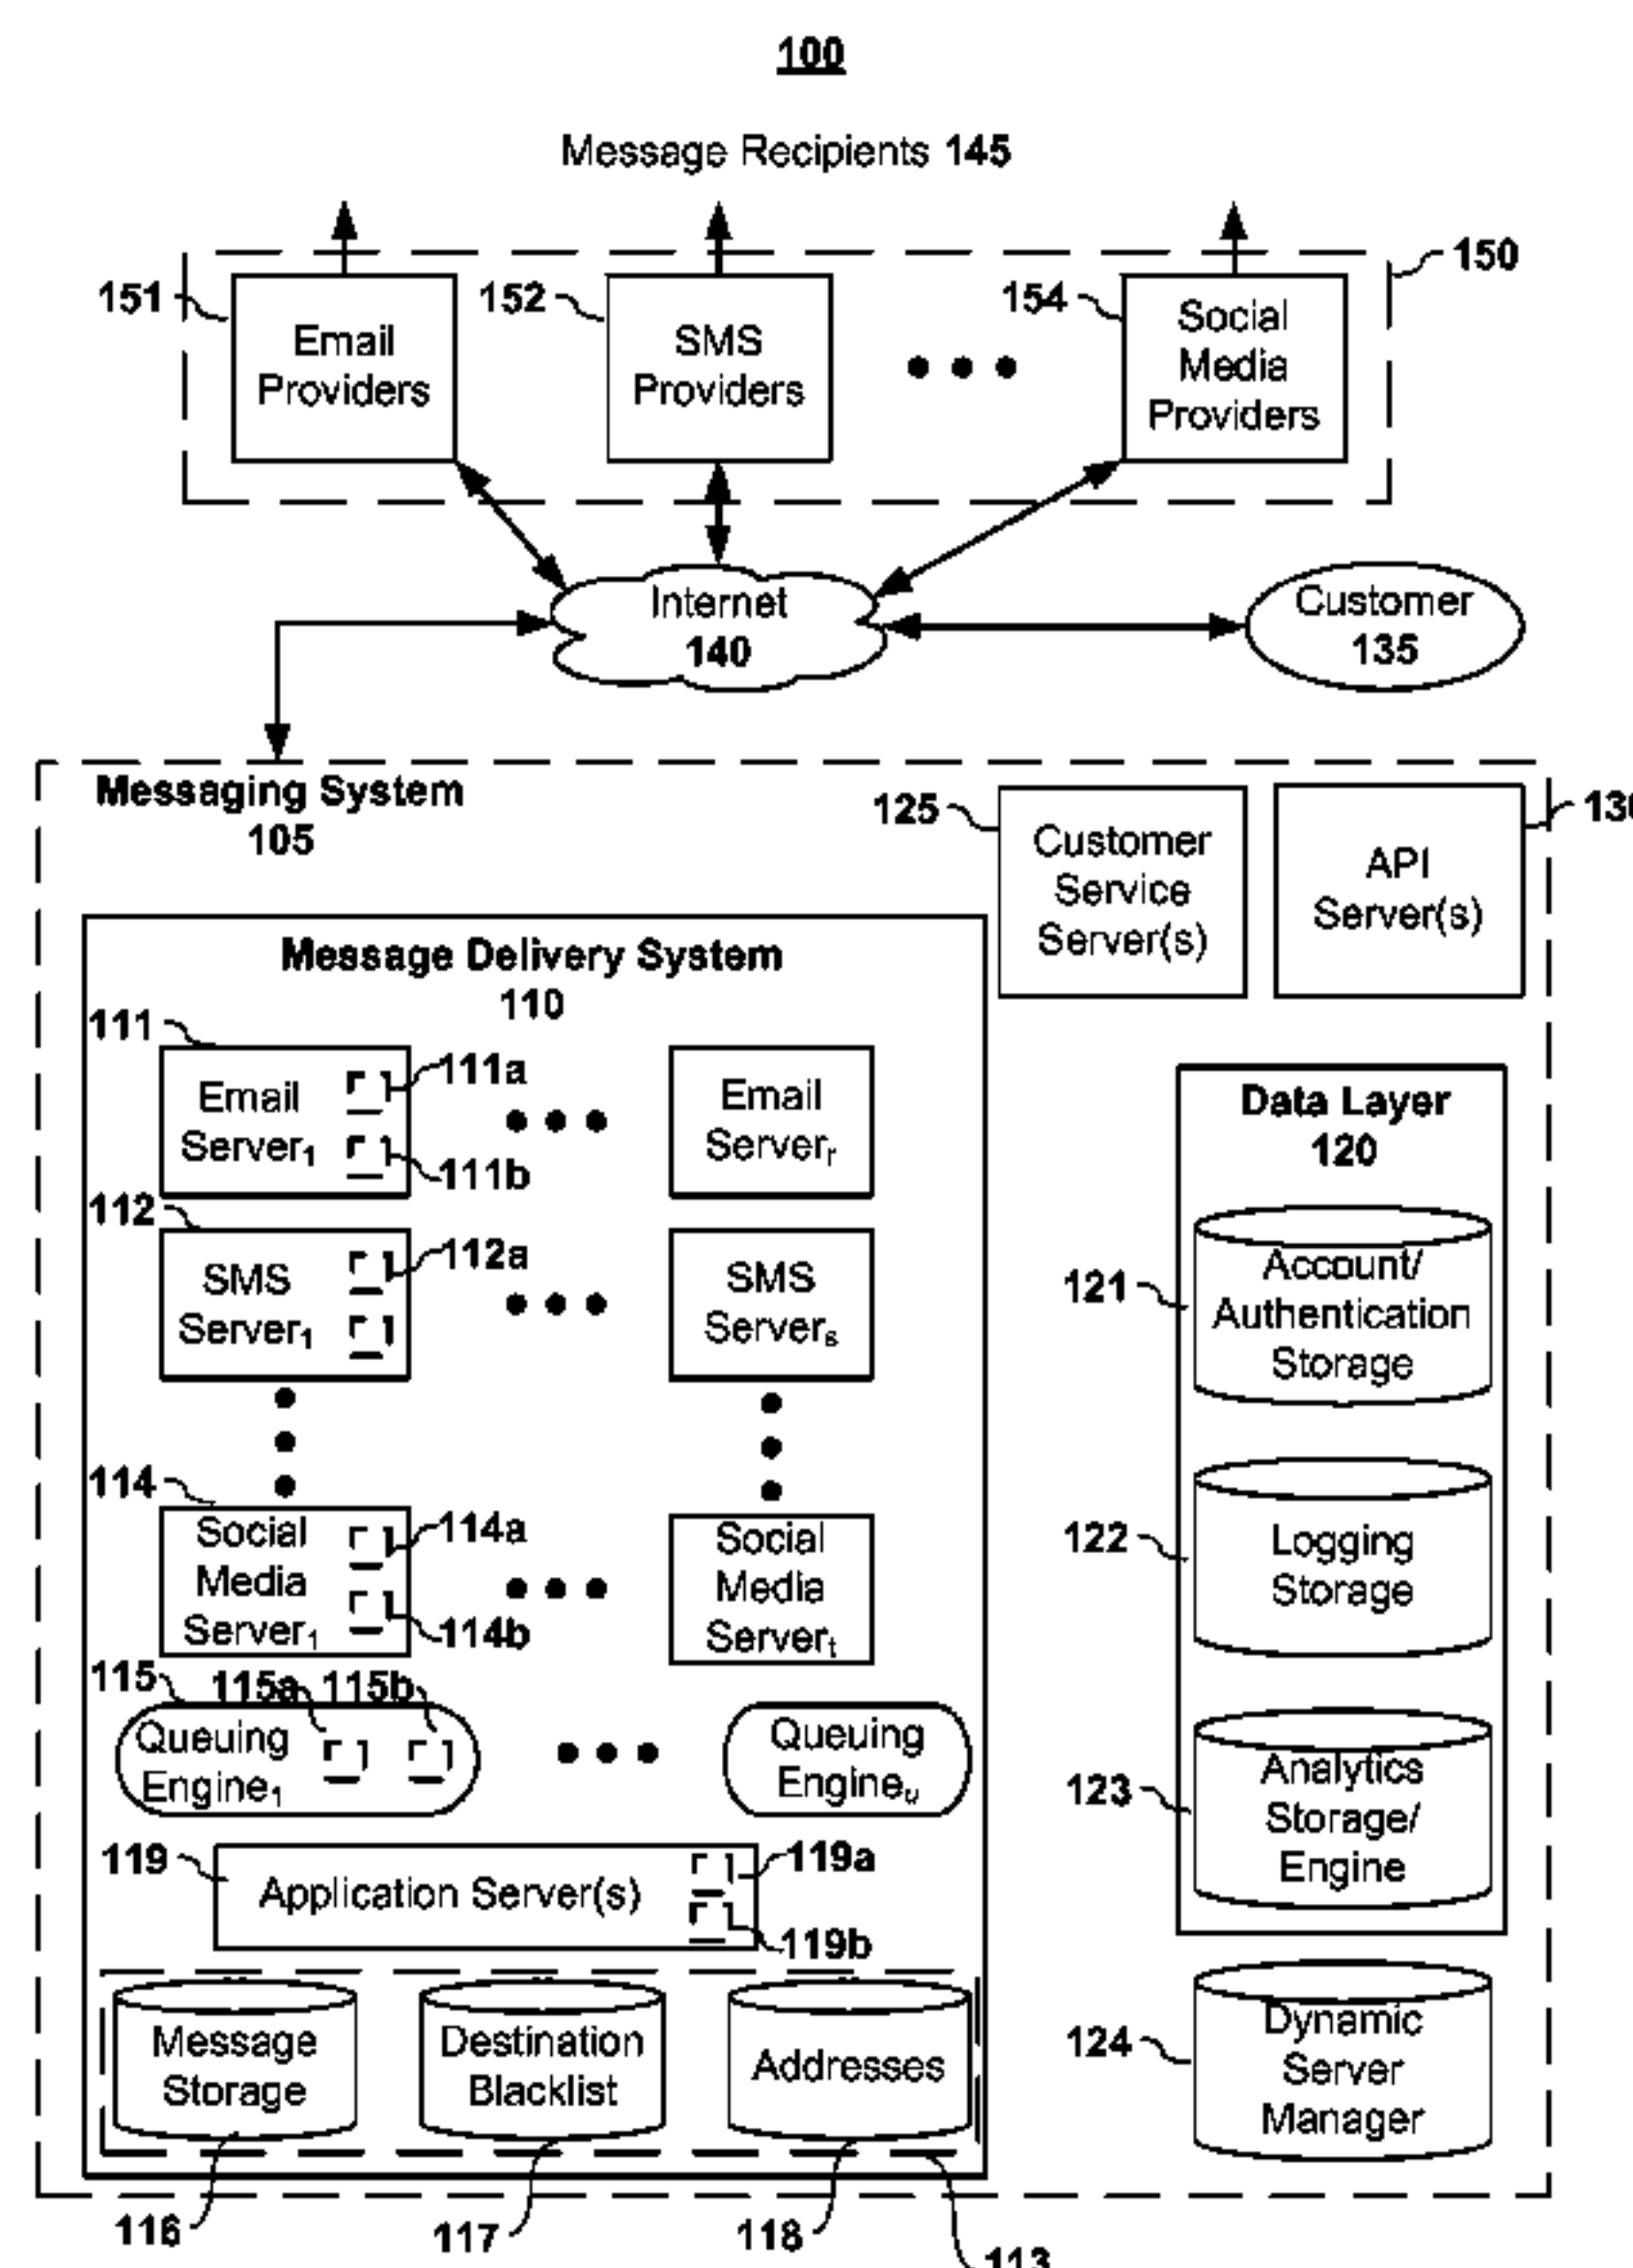 100
Message Recipients 145
150
151
152
154
Email
Providers
SMS
Providers
Social
Media
Providers
Internet
140
Customer
135
Messaging System
105
125
Customer
Service
Server(s)
API
Server(s)
Message Delivery System
110
111
Email
Server1
111a
111b
Email
Serverr
112
SMS
Server1
112a
SMS
Servers
114
Social
Media
Server1
114a
114b
Social
Media
Servert
115
115a
115b
Queuing
Engine1
Queuing
Engineu
119
Application Server(s)
119a
119b
Message
Storage
Destination
Blacklist
Addresses
116
117
118
113
Data Layer
120
121
Account/
Authentication
Storage
122
Logging
Storage
123
Analytics
Storage/
Engine
124
Dynamic
Server
Manager